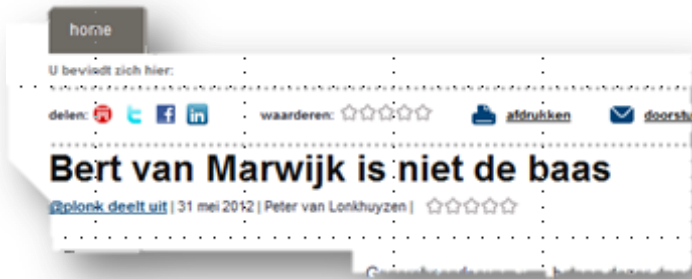 home
U bevindt zich hier:
delen: waarderen: afdrukken
Bert van Marwijk is niet de baas
@plonk deelt uit | 31 mei 2012 | Peter van Lonkhuyzen |